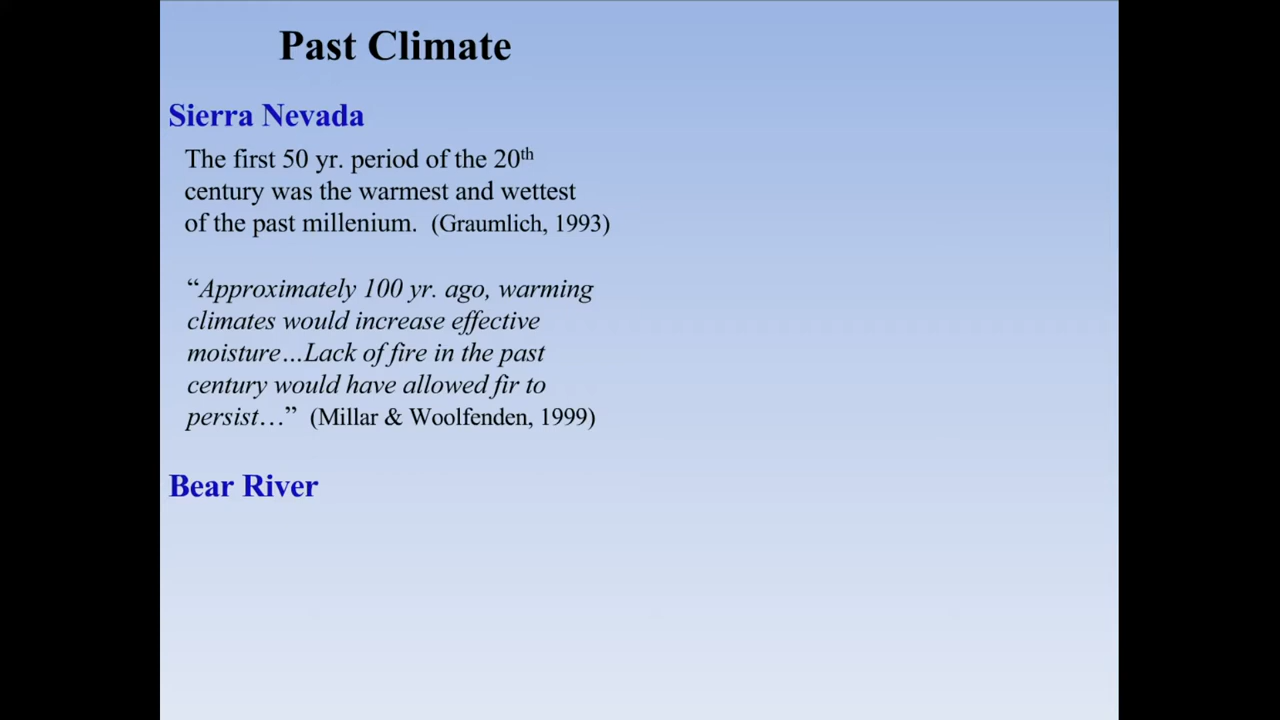 Past Climate
Sierra Nevada
The first 50 yr. period of the 20th
century was the warmest and wettest
of the past millenium. (Graumlich, 1993)
“Approximately 100 yr. ago, warming
climates would increase effective
moisture…Lack of fire in the past
century would have allowed fir to
persist…” (Millar & Woolfenden, 1999)
Bear River